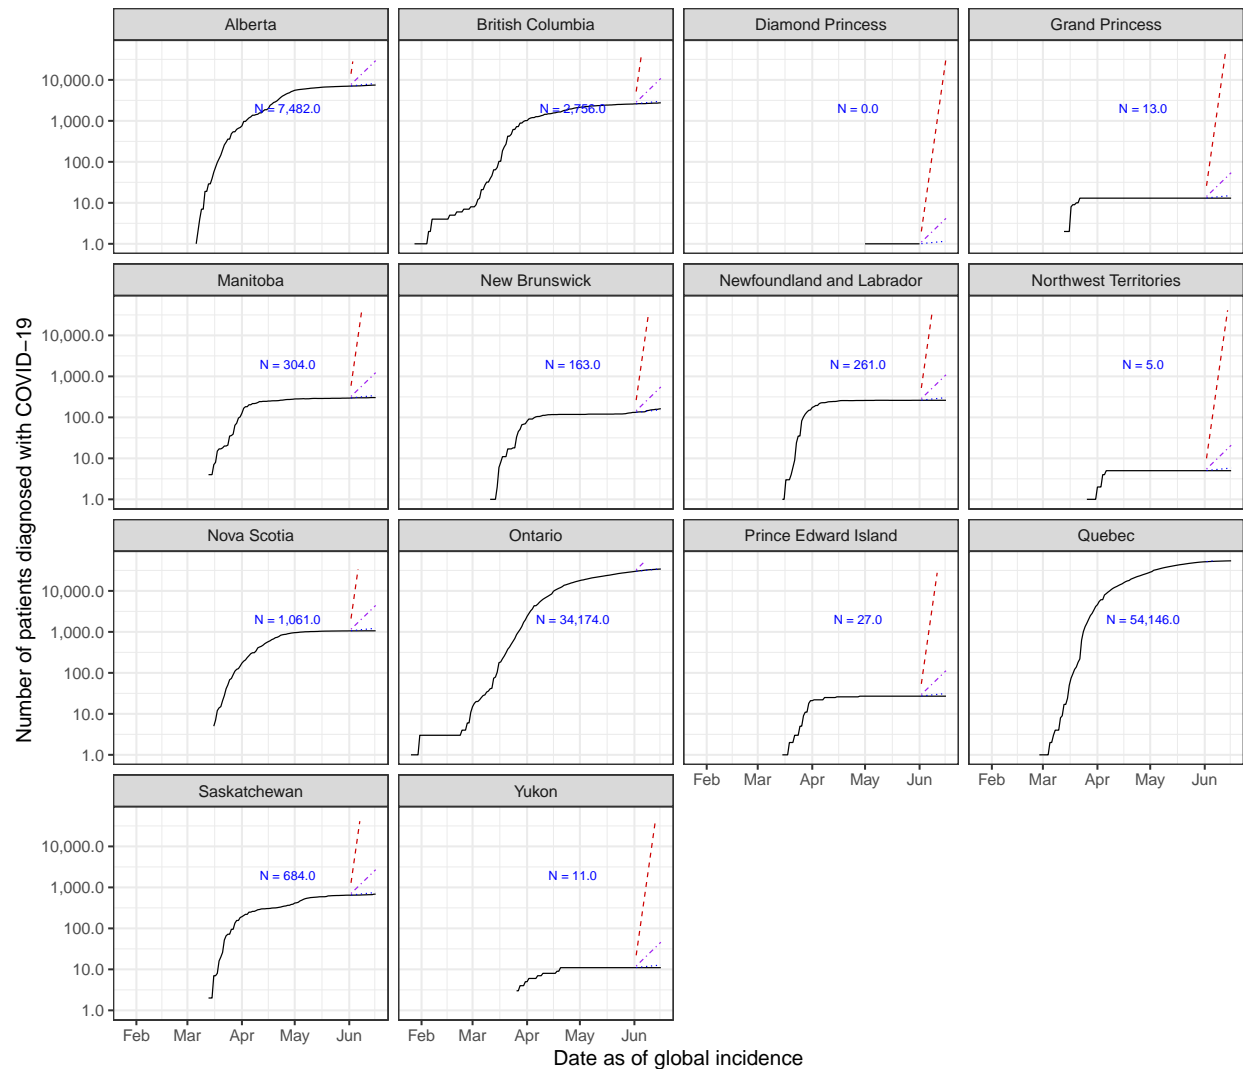 Alberta
British Columbia
Diamond Princess
Grand Princess
10,000.0
1,000.0
100.0
10.0
1.0
N = 7,482.0
N = 2,756.0
N = 0.0
N = 13.0
Manitoba
New Brunswick
Newfoundland and Labrador
Northwest Territories
10,000.0
1,000.0
100.0
10.0
1.0
N = 304.0
N = 163.0
N = 261.0
N = 5.0
Number of patients diagnosed with COVID−19
Nova Scotia
Ontario
Prince Edward Island
Quebec
10,000.0
1,000.0
100.0
10.0
1.0
N = 1,061.0
N = 34,174.0
N = 27.0
N = 54,146.0
Feb Mar Apr May Jun
Feb Mar Apr May Jun
Saskatchewan
Yukon
10,000.0
1,000.0
100.0
10.0
1.0
N = 684.0
N = 11.0
Feb Mar Apr May Jun
Feb Mar Apr May Jun
Date as of global incidence